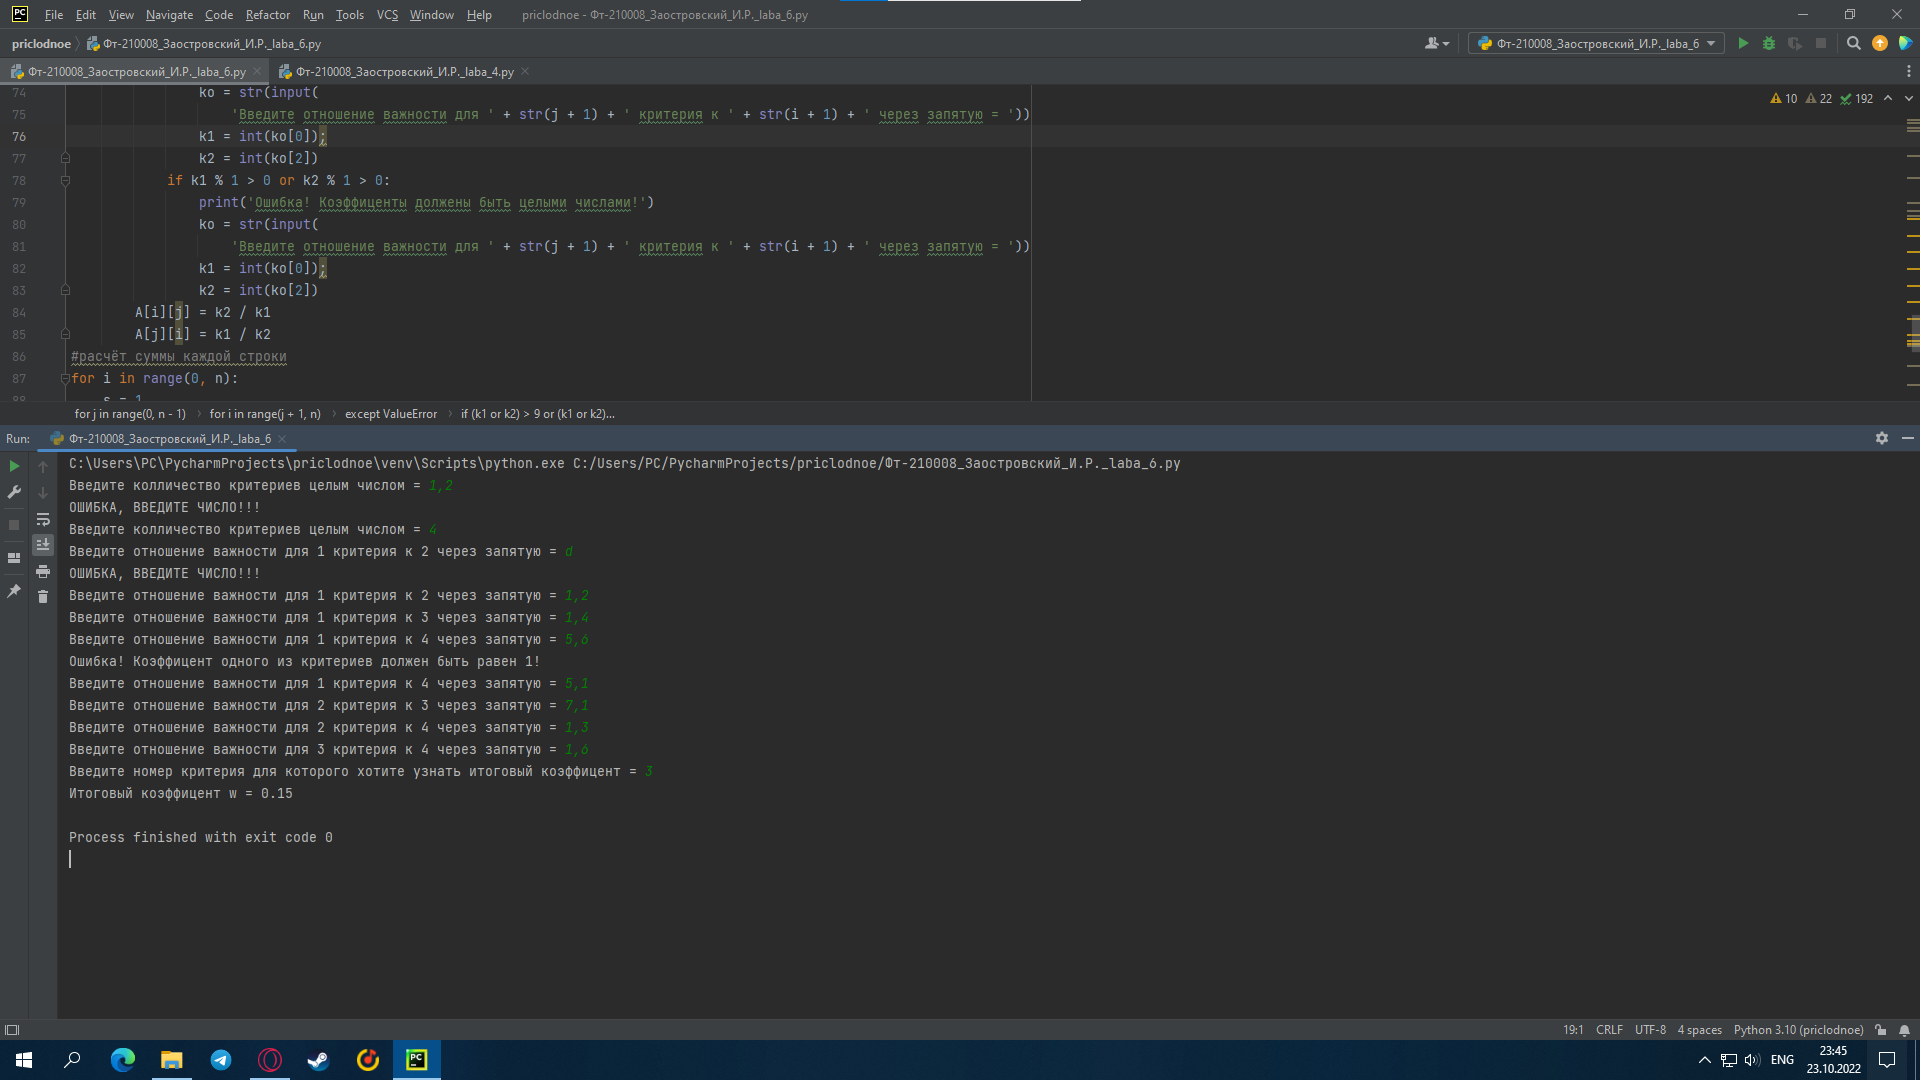 PC File Edit View Navigate Code Refactor Run Tools VCS Window Help priclodnoe - Фт-210008_Заостровский_И.Р._laba_6.py
priclodnoe Фт-210008_Заостровский_И.Р._laba_6.py Фт-210008_Заостровский_И.Р._laba_6
Фт-210008_Заостровский_И.Р._laba_6.py Фт-210008_Заостровский_И.Р._laba_4.py
74 ko = str(input(
10 22 192
75 'Введите отношение важности для ' + str(j + 1) + ' критерия к ' + str(i + 1) + ' через запятую = '))
76 k1 = int(ko[0]);
77 k2 = int(ko[2])
78 if k1 % 1 > 0 or k2 % 1 > 0:
79 print('Ошибка! Коэффиценты должены быть целыми числами!')
80 ko = str(input(
81 'Введите отношение важности для ' + str(j + 1) + ' критерия к ' + str(i + 1) + ' через запятую = '))
82 k1 = int(ko[0]);
83 k2 = int(ko[2])
84 A[i][j] = k2 / k1
85 A[j][i] = k1 / k2
86 #расчёт суммы каждой строки
87 for i in range(0, n):
88 s = 1
for j in range(0, n - 1) for i in range(j + 1, n) except ValueError if (k1 or k2) > 9 or (k1 or k2)...
Run: Фт-210008_Заостровский_И.Р._laba_6
C:\Users\PC\PycharmProjects\priclodnoe\venv\Scripts\python.exe C:/Users/PC/PycharmProjects/priclodnoe/Фт-210008_Заостровский_И.Р._laba_6.py
Введите колличество критериев целым числом = 1,2
ОШИБКА, ВВЕДИТЕ ЧИСЛО!!!
Введите колличество критериев целым числом = 4
Введите отношение важности для 1 критерия к 2 через запятую = d
ОШИБКА, ВВЕДИТЕ ЧИСЛО!!!
Введите отношение важности для 1 критерия к 2 через запятую = 1,2
Введите отношение важности для 1 критерия к 3 через запятую = 1,4
Введите отношение важности для 1 критерия к 4 через запятую = 5,6
Ошибка! Коэффицент одного из критериев должен быть равен 1!
Введите отношение важности для 1 критерия к 4 через запятую = 5,1
Введите отношение важности для 2 критерия к 3 через запятую = 7,1
Введите отношение важности для 2 критерия к 4 через запятую = 1,3
Введите отношение важности для 3 критерия к 4 через запятую = 1,6
Введите номер критерия для которого хотите узнать итоговый коэффицент = 3
Итоговый коэффицент w = 0.15
Process finished with exit code 0
19:1 CRLF UTF-8 4 spaces Python 3.10 (priclodnoe)
PC ENG 23:45
23.10.2022